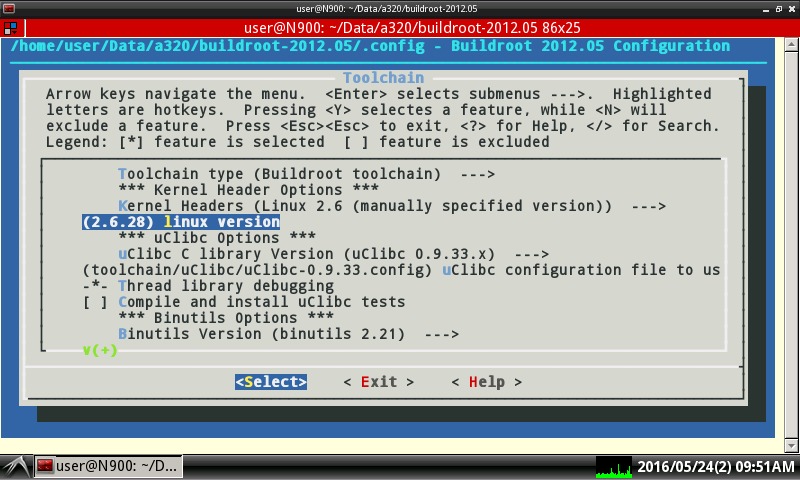 user@N900: ~/Data/a320/buildroot-2012.05
user@N900: ~/Data/a320/buildroot-2012.05 86x25
/home/user/Data/a320/buildroot-2012.05/.config - Buildroot 2012.05 Configuration
Toolchain
Arrow keys navigate the menu.  <Enter> selects submenus --->.  Highlighted
letters are hotkeys.  Pressing <Y> selectes a feature, while <N> will
exclude a feature.  Press <Esc><Esc> to exit, <?> for Help, </> for Search.
Legend: [*] feature is selected  [ ] feature is excluded
Toolchain type (Buildroot toolchain)  --->
*** Kernel Header Options ***
Kernel Headers (Linux 2.6 (manually specified version))  --->
(2.6.28) linux version
*** uClibc Options ***
uClibc C library Version (uClibc 0.9.33.x)  --->
(toolchain/uClibc/uClibc-0.9.33.config) uClibc configuration file to us
-*- Thread library debugging
[ ] Compile and install uClibc tests
*** Binutils Options ***
Binutils Version (binutils 2.21)  --->
v(+)
<Select>    < Exit >    < Help >
user@N900: ~/D... 2016/05/24(2) 09:51AM